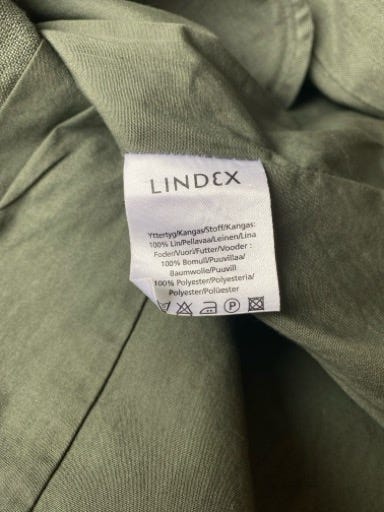 LINDEX
Yttertyg/Kangas/Stoff/Kangas:
100% Lin/Pellavaa/Leinen/Lina
Foder/Vuori/Futter/Vooder:
100% Bomull/Puuvillaa/
Baumwolle/Puuvill
100% Polyester/Polyesteria/
Polyester/Polüester
P